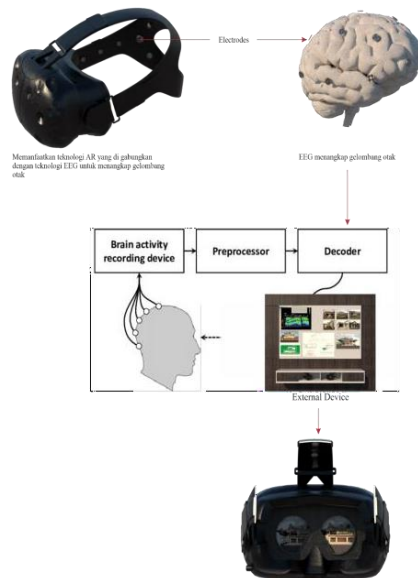 Electrodes
Memanfaatkan teknologi AR yang di gabungkan
dengan teknologi EEG untuk menangkap gelombang
otak
EEG menangkap gelombang otak
Brain activity
recording device
Preprocessor
Decoder
External Device